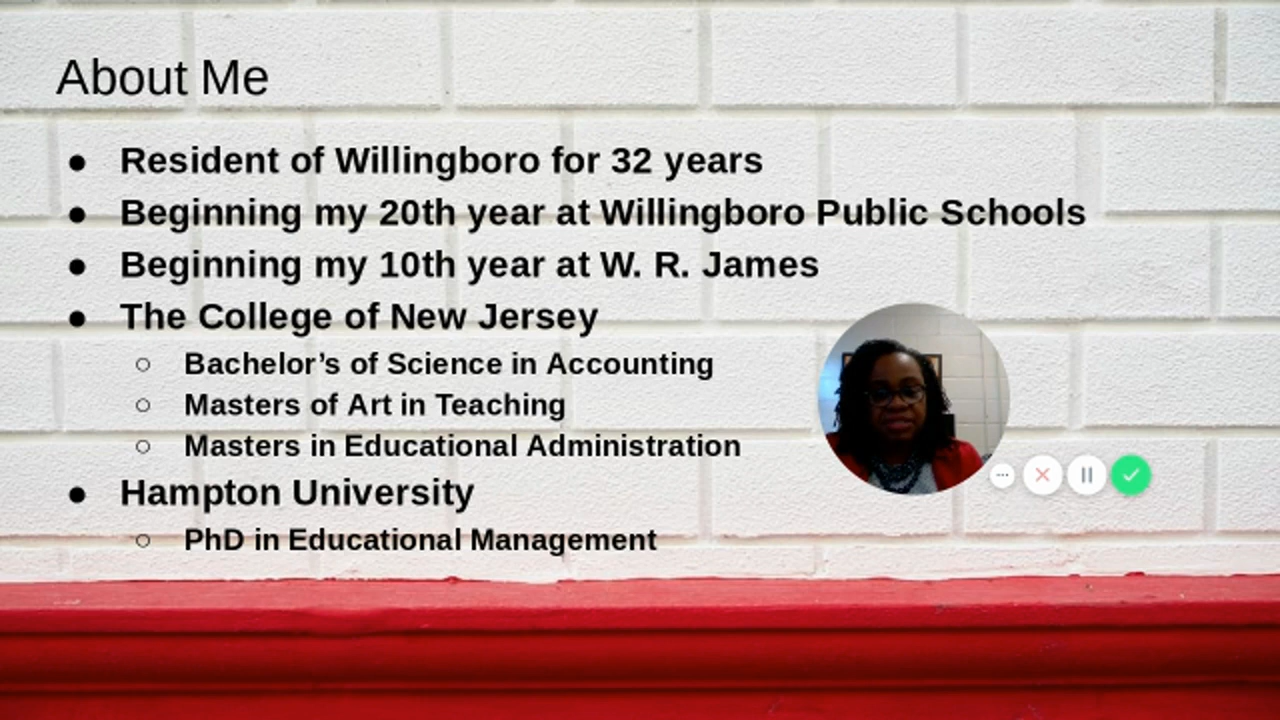 About Me
● Resident of Willingboro for 32 years
● Beginning my 20th year at Willingboro Public Schools
● Beginning my 10th year at W. R. James
● The College of New Jersey
○ Bachelor’s of Science in Accounting
○ Masters of Art in Teaching
○ Masters in Educational Administration
● Hampton University
○ PhD in Educational Management